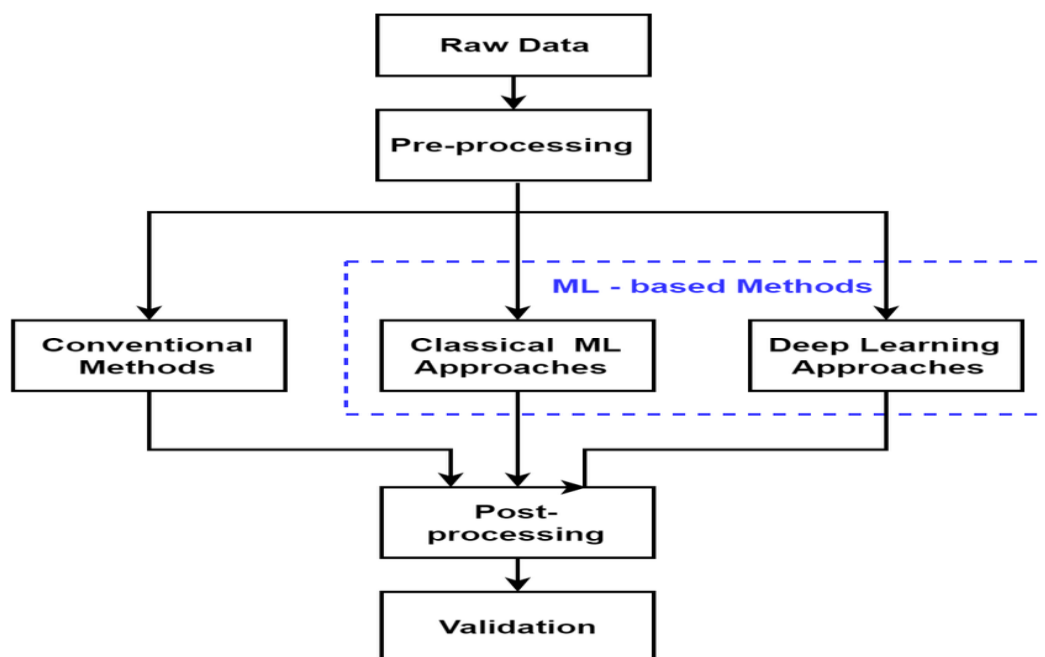 Raw Data
Pre-processing
ML - based Methods
Conventional
Methods
Classical ML
Approaches
Deep Learning
Approaches
Post-
processing
Validation